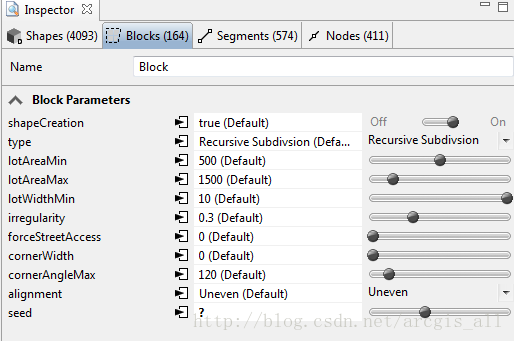 Inspector
Shapes (4093) Blocks (164) Segments (574) Nodes (411)
Name Block
Block Parameters
shapeCreation true (Default) Off On
type Recursive Subdivsion (Defa... Recursive Subdivsion
lotAreaMin 500 (Default)
lotAreaMax 1500 (Default)
lotWidthMin 10 (Default)
irregularity 0.3 (Default)
forceStreetAccess 0 (Default)
cornerWidth 0 (Default)
cornerAngleMax 120 (Default)
alignment Uneven (Default) Uneven
seed ?
http://blog.csdn.net/arcgis_all